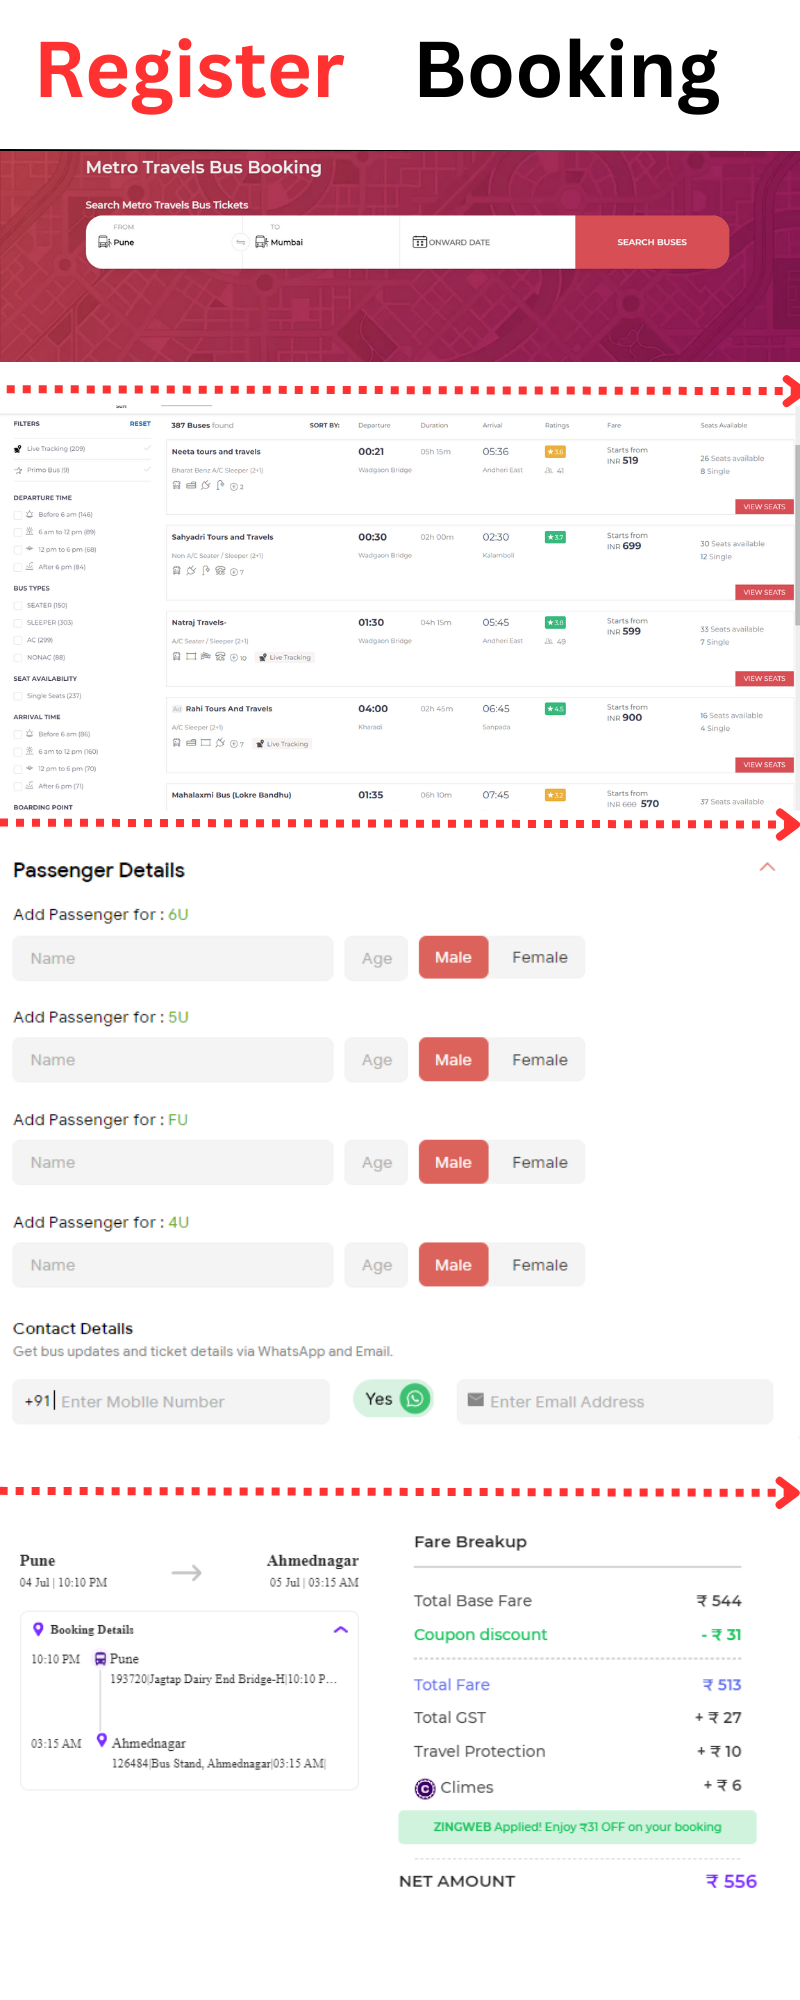 Register Booking
Metro Travels Bus Booking
Search Metro Travels Bus Tickets
FROM TO
Pune Mumbai ONWARD DATE SEARCH BUSES
FILTERS RESET 387 Buses found SORT BY: Departure Duration Arrival Ratings Fare Seats Available
Live Tracking (209)
Primo Bus (9)
DEPARTURE TIME
Before 6 am (146)
6 am to 12 pm (89)
12 pm to 6 pm (68)
After 6 pm (84)
BUS TYPES
SEATER (150)
SLEEPER (303)
AC (299)
NONAC (88)
SEAT AVAILABILITY
Single Seats (237)
ARRIVAL TIME
Before 6 am (86)
6 am to 12 pm (160)
12 pm to 6 pm (70)
After 6 pm (71)
BOARDING POINT
Neeta tours and travels 00:21 05h 15m 05:36 3.6 Starts from
INR 519 26 Seats available
Bharat Benz A/C Sleeper (2+1) Wadgaon Bridge Andheri East 41 8 Single
2
VIEW SEATS
Sahyadri Tours and Travels 00:30 02h 00m 02:30 3.7 Starts from
INR 699 30 Seats available
Non A/C Seater / Sleeper (2+1) Wadgaon Bridge Kalamboli 12 Single
7
VIEW SEATS
Natraj Travels- 01:30 04h 15m 05:45 3.8 Starts from
INR 599 33 Seats available
A/C Seater / Sleeper (2+1) Wadgaon Bridge Andheri East 49 7 Single
10 Live Tracking
VIEW SEATS
Ad Rahi Tours And Travels 04:00 02h 45m 06:45 4.5 Starts from
INR 900 16 Seats available
A/C Sleeper (2+1) Kharadi Sanpada 4 Single
7 Live Tracking
VIEW SEATS
Mahalaxmi Bus (Lokre Bandhu) 01:35 06h 10m 07:45 3.2 Starts from
INR 600 570 37 Seats available
Passenger Details
Add Passenger for : 6U
Name Age Male Female
Add Passenger for : 5U
Name Age Male Female
Add Passenger for : FU
Name Age Male Female
Add Passenger for : 4U
Name Age Male Female
Contact Details
Get bus updates and ticket details via WhatsApp and Email.
+91 Enter Mobile Number Yes Enter Email Address
Pune Ahmednagar
04 Jul | 10:10 PM 05 Jul | 03:15 AM
Booking Details
10:10 PM Pune
193720|Jagtap Dairy End Bridge-H|10:10 P...
03:15 AM Ahmednagar
126484|Bus Stand, Ahmednagar|03:15 AM|
Fare Breakup
Total Base Fare ₹ 544
Coupon discount - ₹ 31
Total Fare ₹ 513
Total GST + ₹ 27
Travel Protection + ₹ 10
C Climes + ₹ 6
ZINGWEB Applied! Enjoy ₹31 OFF on your booking
NET AMOUNT ₹ 556